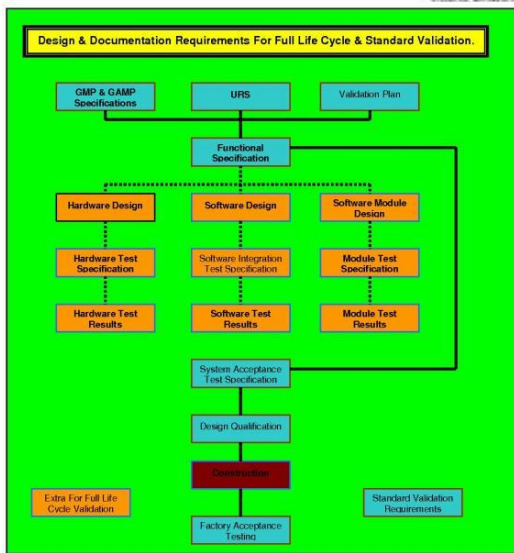 Design & Documentation Requirements For Full Life Cycle & Standard Validation.
GMP & GAMP
Specifications
URS
Validation Plan
Functional
Specification
Hardware Design
Software Design
Software Module
Design
Hardware Test
Specification
Software Integration
Test Specification
Module Test
Specification
Hardware Test
Results
Software Test
Results
Module Test
Results
System Acceptance
Test Specification
Design Qualification
Construction
Extra For Full Life
Cycle Validation
Standard Validation
Requirements
Factory Acceptance
Testing